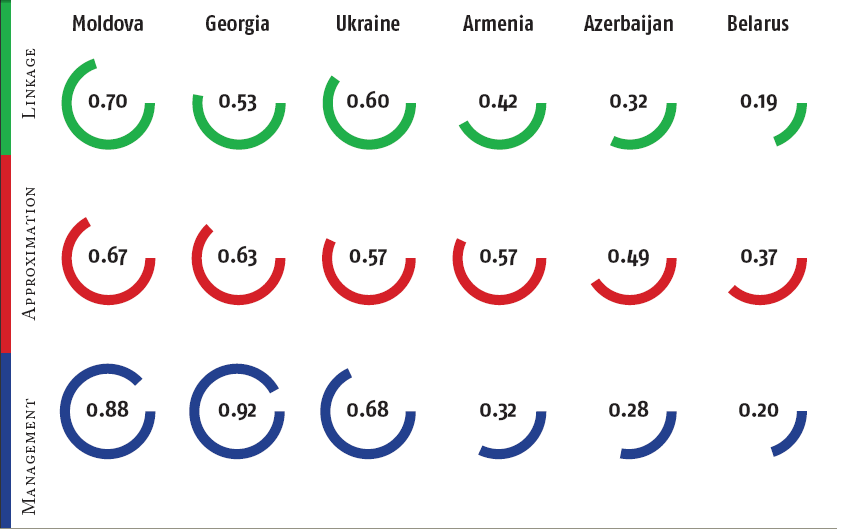 Moldova Georgia Ukraine Armenia Azerbaijan Belarus
Linkage
0.70 0.53 0.60 0.42 0.32 0.19
Approximation
0.67 0.63 0.57 0.57 0.49 0.37
Management
0.88 0.92 0.68 0.32 0.28 0.20